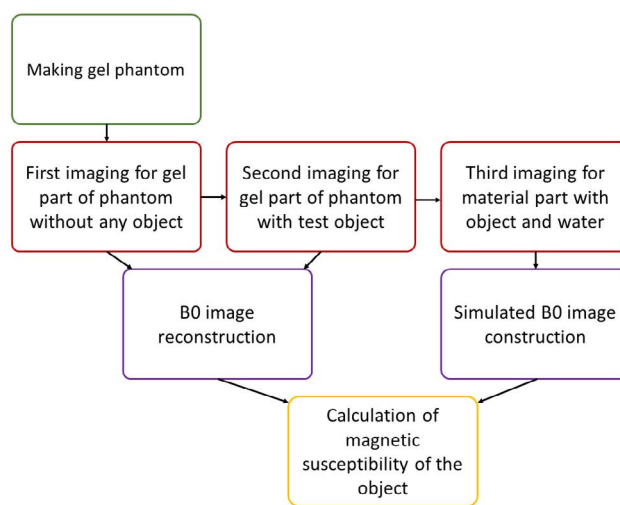 Making gel phantom
First imaging for gel
part of phantom
without any object
Second imaging for
gel part of phantom
with test object
Third imaging for
material part with
object and water
B0 image
reconstruction
Simulated B0 image
construction
Calculation of
magnetic
susceptibility of the
object